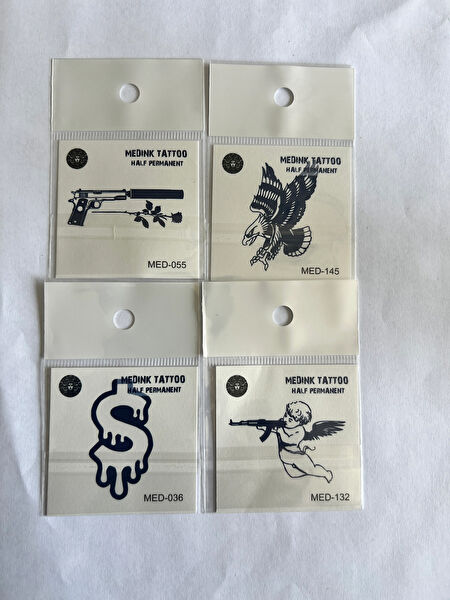 MEDINK TATTOO
HALF PERMANENT
MED-055
MEDINK TATTOO
HALF PERMANENT
MED-145
MEDINK TATTOO
HALF PERMANENT
$
MED-036
MEDINK TATTOO
HALF PERMANENT
MED-132